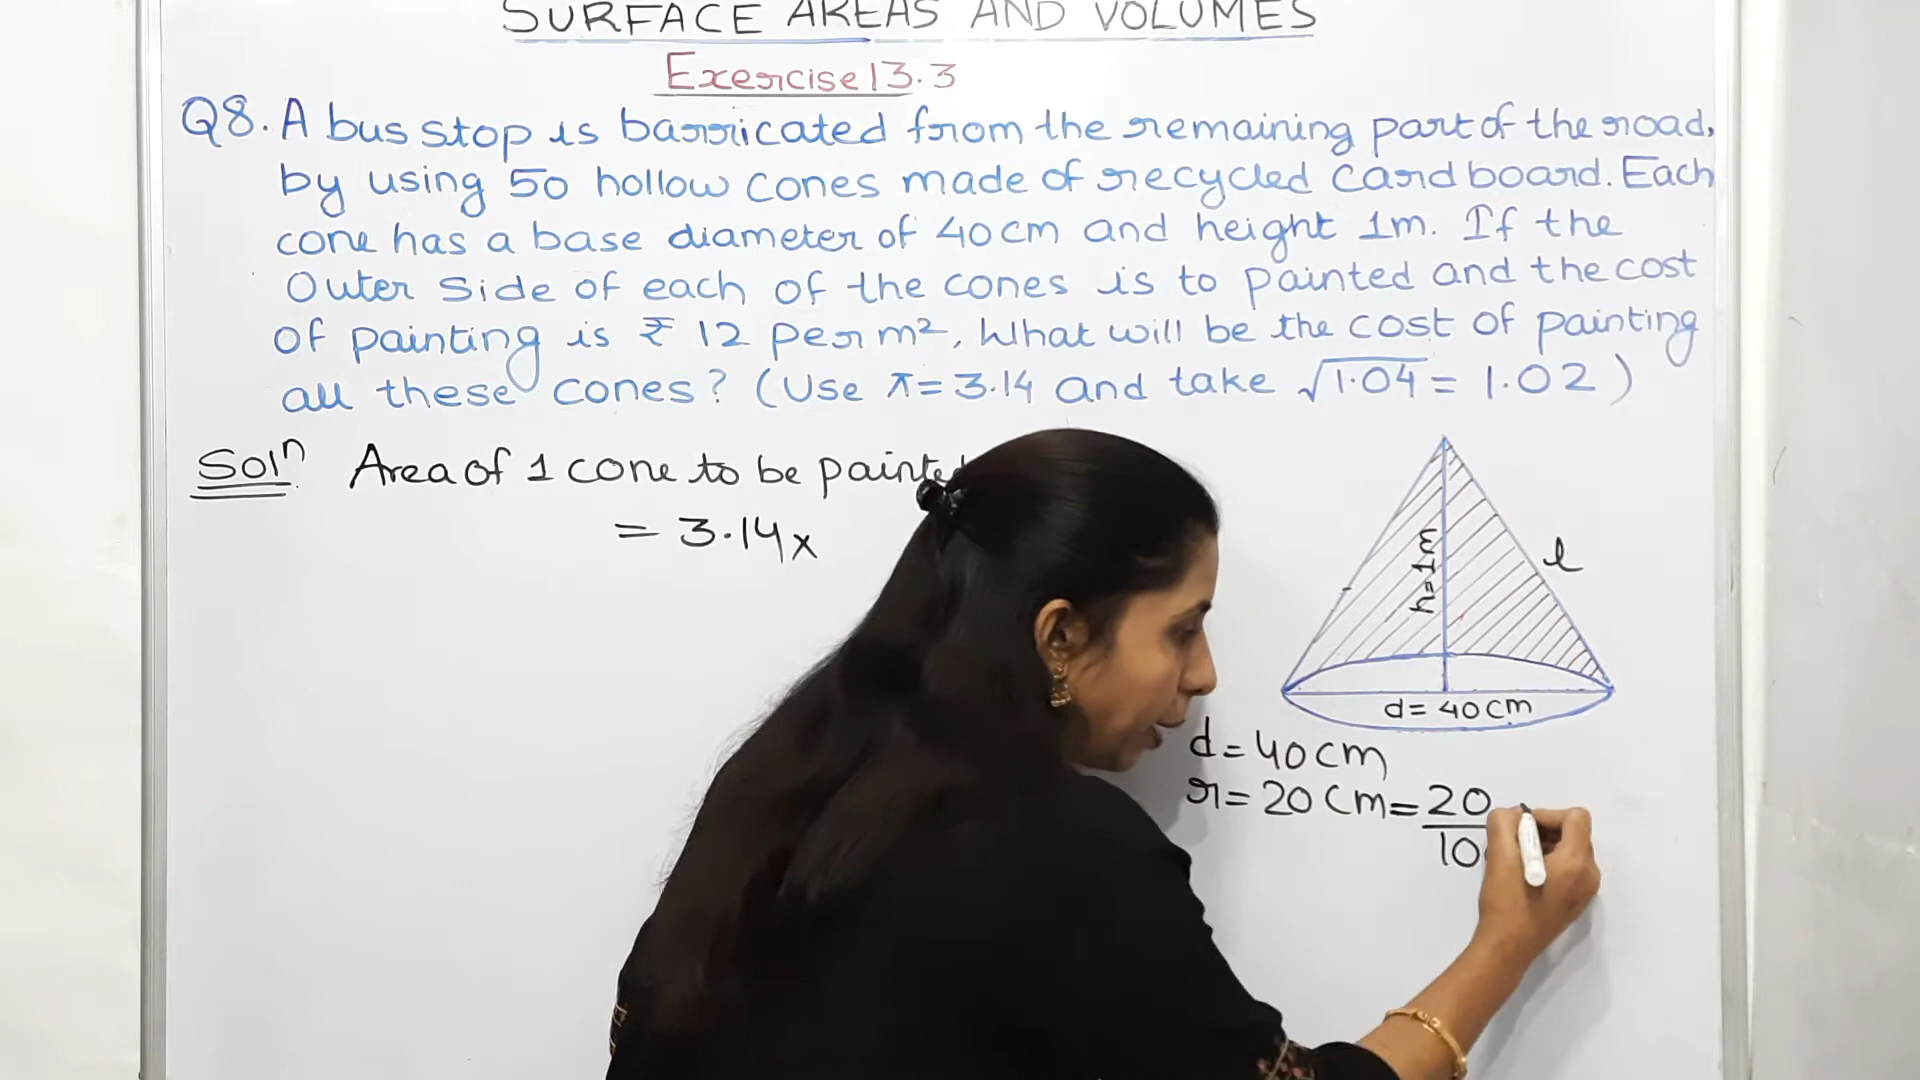 SURFACE AREAS AND VOLUMES
Exercise 13.3
Q8. A bus stop is barricated from the remaining part of the road,
by using 50 hollow cones made of recycled card board. Each
cone has a base diameter of 40 cm and height 1m. If the
Outer Side of each of the cones is to painted and the cost
of painting is ₹ 12 per m², What will be the cost of painting
all these cones? (Use π = 3.14 and take √1.04 = 1.02)
Solⁿ Area of 1 cone to be painte
= 3.14 x
h=1m
l
d = 40 cm
d = 40 cm
r = 20 cm = 20
10